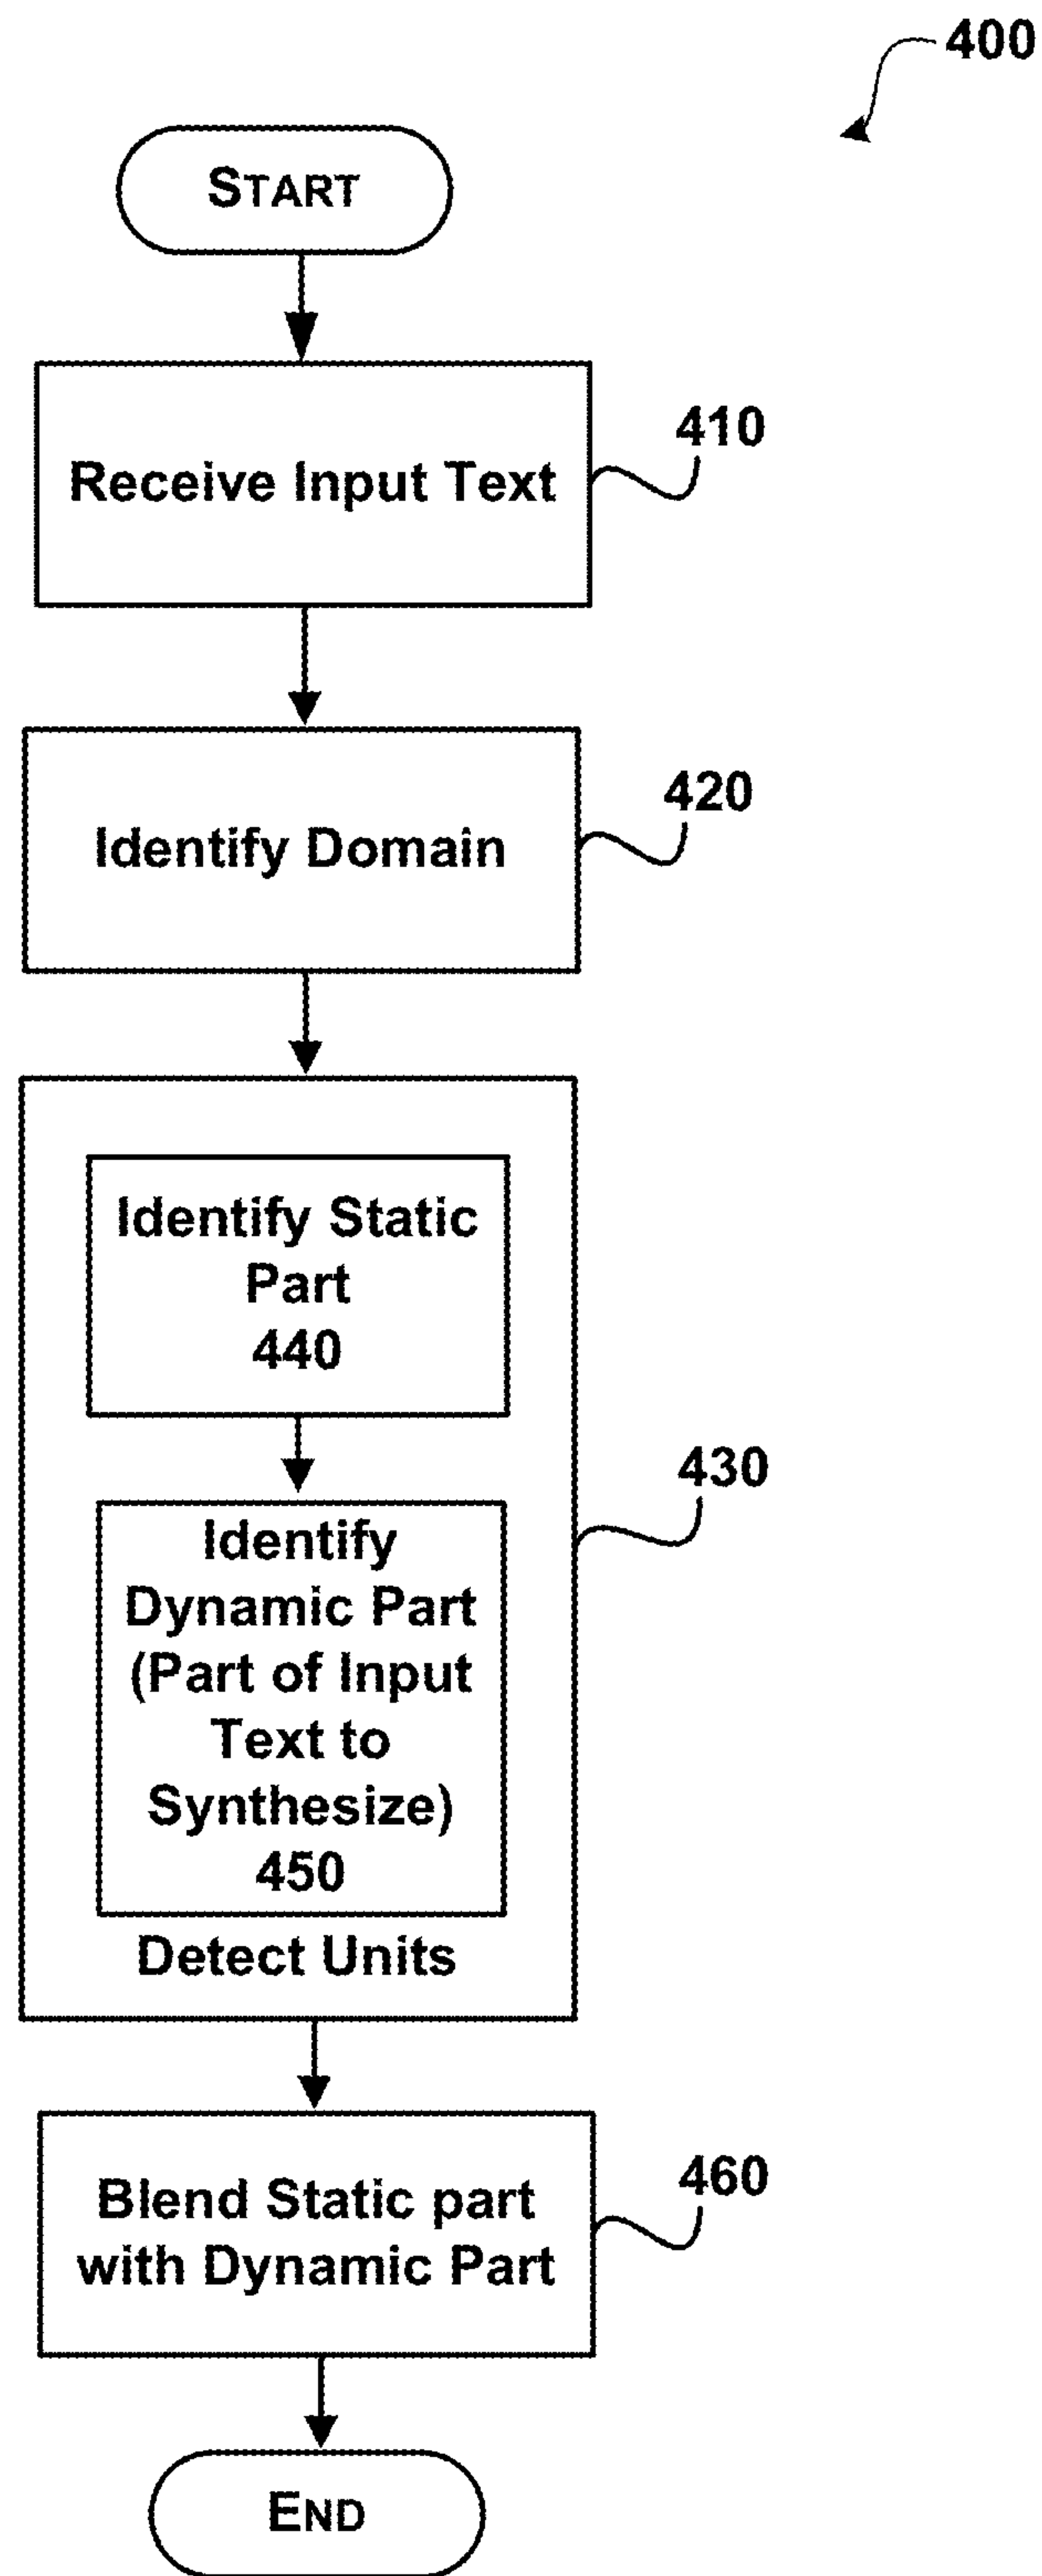 400
START
Receive Input Text
410
Identify Domain
420
Identify Static
Part
440
Identify
Dynamic Part
(Part of Input
Text to
Synthesize)
450
Detect Units
430
Blend Static part
with Dynamic Part
460
END